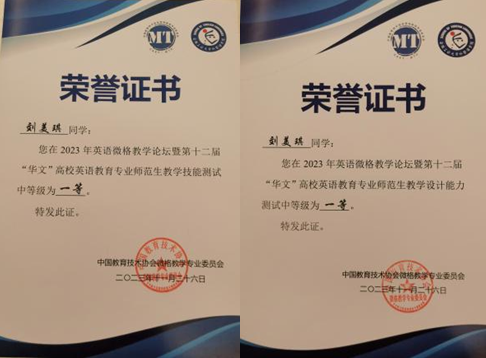 MT
荣誉证书
刘美琪 同学:
您在 2023 年英语微格教学论坛暨第十二届
“华文”高校英语教育专业师范生教学技能测试
中等级为 一等 。
特发此证。
中国教育技术协会微格教学专业委员会
二〇二三年十一月二十六日
MT
荣誉证书
刘美琪 同学:
您在 2023 年英语微格教学论坛暨第十二届
“华文”高校英语教育专业师范生教学设计能力
测试中等级为 一等 。
特发此证。
中国教育技术协会微格教学专业委员会
二〇二三年十一月二十六日